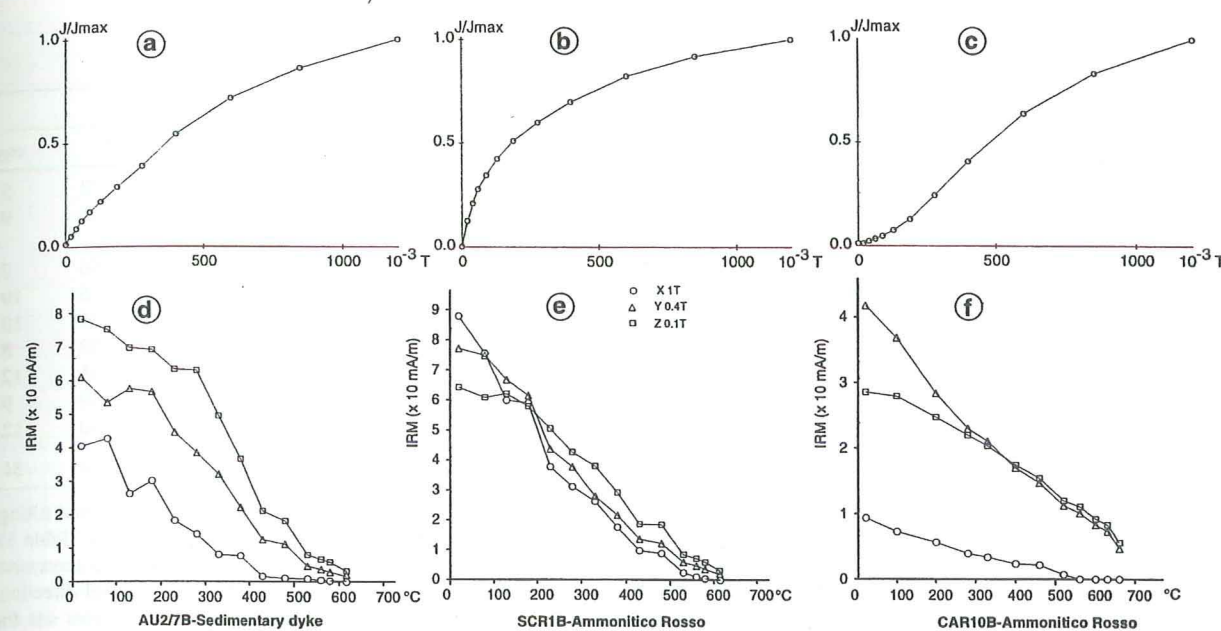 J/Jmax
a
1.0
0.5
0.0
0
500
1000
10⁻³ T
J/Jmax
b
1.0
0.5
0.0
0
500
1000
10⁻³ T
J/Jmax
c
1.0
0.5
0.0
0
500
1000
10⁻³ T
X 1T
Y 0.4T
Z 0.1T
d
IRM (x 10 mA/m)
8
7
6
5
4
3
2
1
0
100 200 300 400 500 600 700 °C
AU2/7B-Sedimentary dyke
e
IRM (x 10 mA/m)
9
8
7
6
5
4
3
2
1
0
100 200 300 400 500 600 700 °C
SCR1B-Ammonitico Rosso
f
IRM (x 10 mA/m)
4
3
2
1
0
100 200 300 400 500 600 700 °C
CAR10B-Ammonitico Rosso